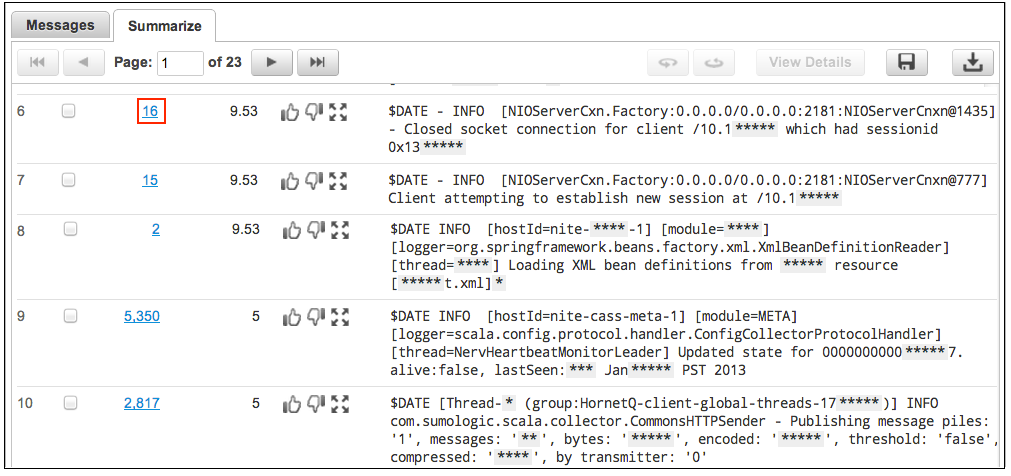 Messages Summarize
Page: 1 of 23 View Details
6 16 9.53 $DATE - INFO [NIOServerCxn.Factory:0.0.0.0/0.0.0.0:2181:NIOServerCnxn@1435]
- Closed socket connection for client /10.1***** which had sessionid
0x13*****
7 15 9.53 $DATE - INFO [NIOServerCxn.Factory:0.0.0.0/0.0.0.0:2181:NIOServerCnxn@777]
Client attempting to establish new session at /10.1*****
8 2 9.53 $DATE INFO [hostId=nite-****-1] [module=****]
[logger=org.springframework.beans.factory.xml.XmlBeanDefinitionReader]
[thread=****] Loading XML bean definitions from ***** resource
[*****t.xml]*
9 5,350 5 $DATE INFO [hostId=nite-cass-meta-1] [module=META]
[logger=scala.config.protocol.handler.ConfigCollectorProtocolHandler]
[thread=NervHeartbeatMonitorLeader] Updated state for 0000000000*****7.
alive:false, lastSeen:*** Jan***** PST 2013
10 2,817 5 $DATE [Thread-* (group:HornetQ-client-global-threads-17*****)] INFO
com.sumologic.scala.collector.CommonsHTTPSender - Publishing message piles:
'1', messages: '**', bytes: '*****', encoded: '*****', threshold: 'false',
compressed: '****', by transmitter: '0'